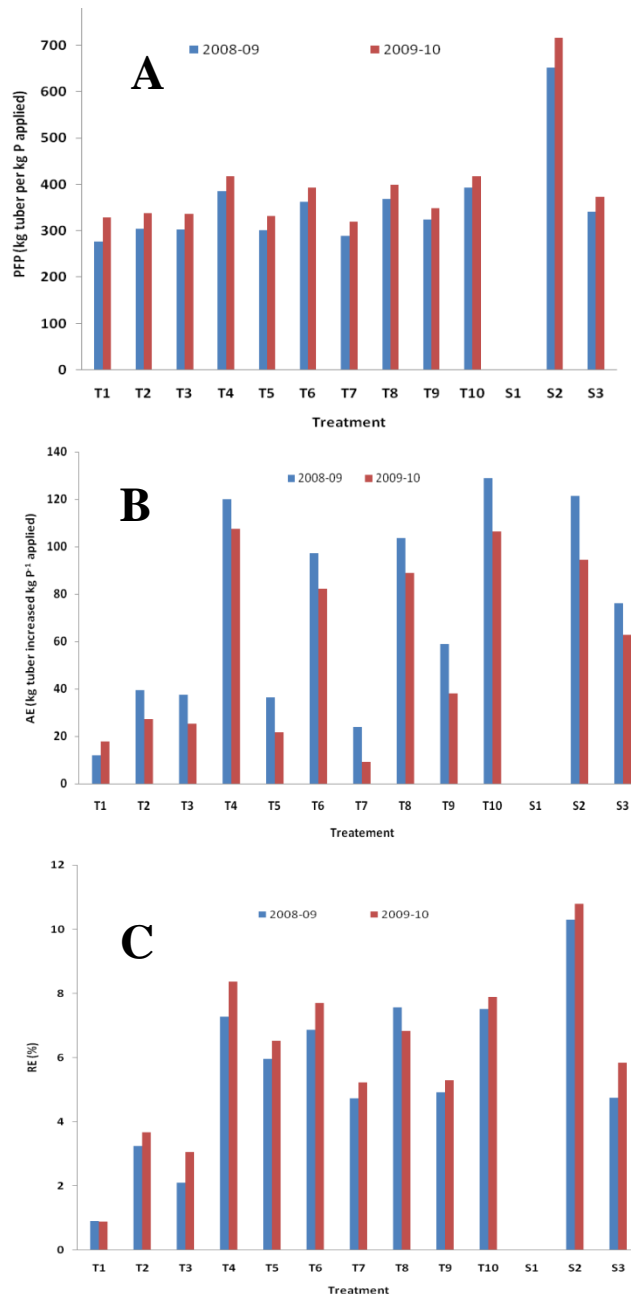 A
2008-09 2009-10
PFP (kg tuber per kg P applied)
700
600
500
400
300
200
100
0
T1 T2 T3 T4 T5 T6 T7 T8 T9 T10 S1 S2 S3
Treatment
B
2008-09 2009-10
AE (kg tuber increased kg P⁻¹ applied)
140
120
100
80
60
40
20
0
T1 T2 T3 T4 T5 T6 T7 T8 T9 T10 S1 S2 S3
Treatement
C
2008-09 2009-10
RE (%)
12
10
8
6
4
2
0
T1 T2 T3 T4 T5 T6 T7 T8 T9 T10 S1 S2 S3
Treatment